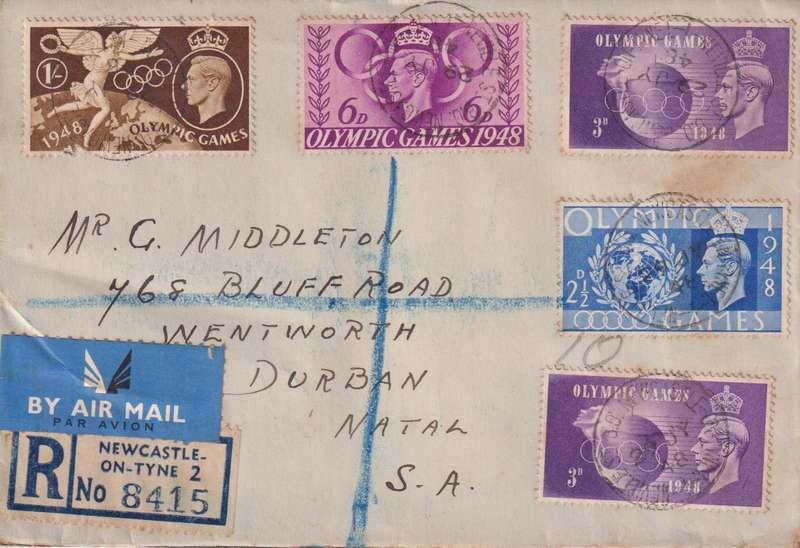 1/-
1948
OLYMPIC GAMES
6D
6D
OLYMPIC GAMES 1948
OLYMPIC GAMES
3D
1948
OLYMPIC
1948
2½D
GAMES
OLYMPIC GAMES
3D
1948
MR. G. MIDDLETON
768 BLUFF ROAD
WENTWORTH
DURBAN
NATAL
S.A.
10
BY AIR MAIL
PAR AVION
R
NEWCASTLE-
ON-TYNE 2
No 8415